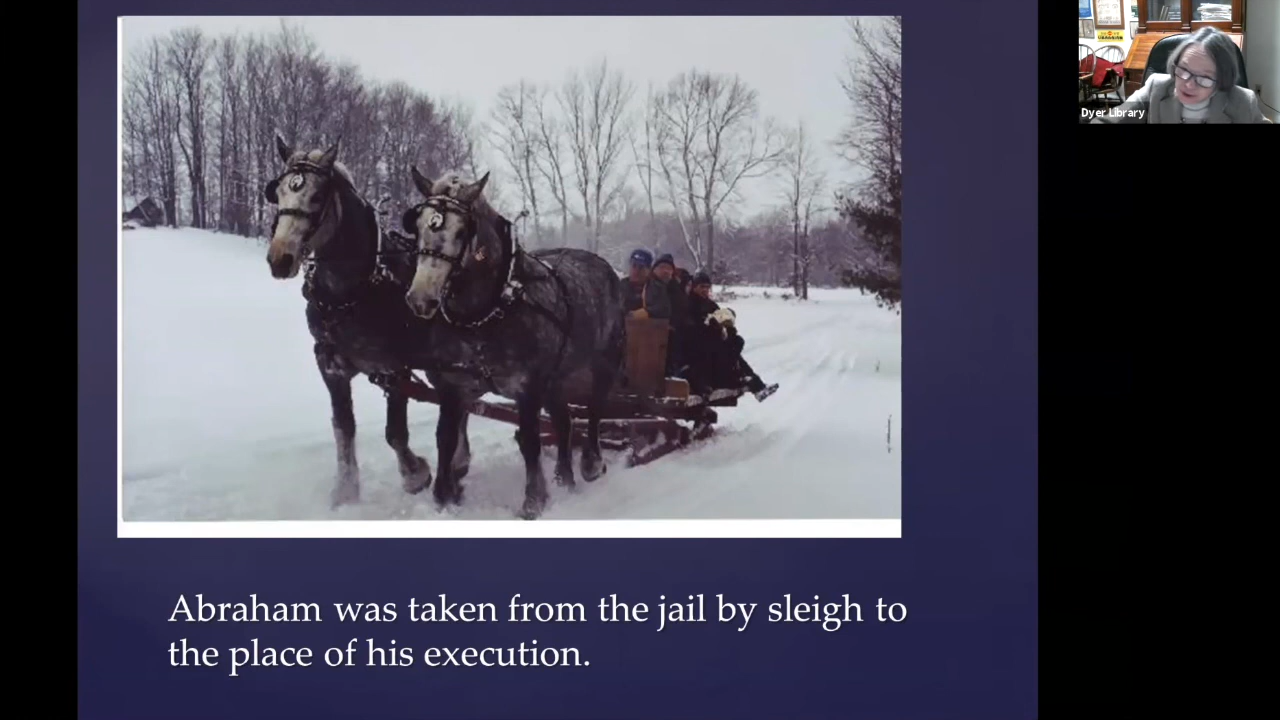 Dyer Library
Abraham was taken from the jail by sleigh to
the place of his execution.